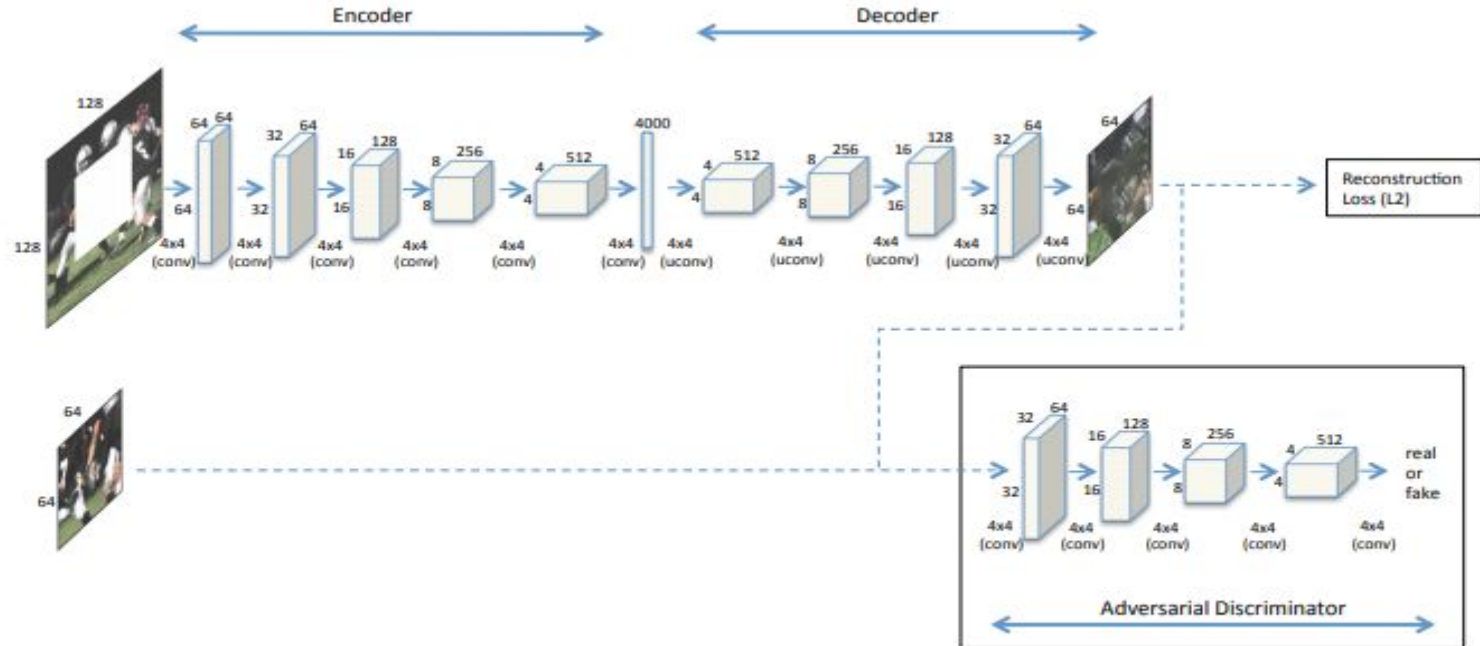 Encoder
Decoder
128
128
64 64
64
32 64
32
16 128
16
8 256
8
4 512
4
4000
4 512
4
8 256
8
16 128
16
32 64
32
64
64
4x4 4x4 4x4 4x4 4x4 4x4 4x4 4x4 4x4 4x4 4x4
(conv) (conv) (conv) (conv) (conv) (conv) (uconv) (uconv) (uconv) (uconv) (uconv)
Reconstruction
Loss (L2)
64
64
32 64
32
16 128
16
8 256
8
4 512
4
real
or
fake
4x4 4x4 4x4 4x4 4x4
(conv) (conv) (conv) (conv) (conv)
Adversarial Discriminator